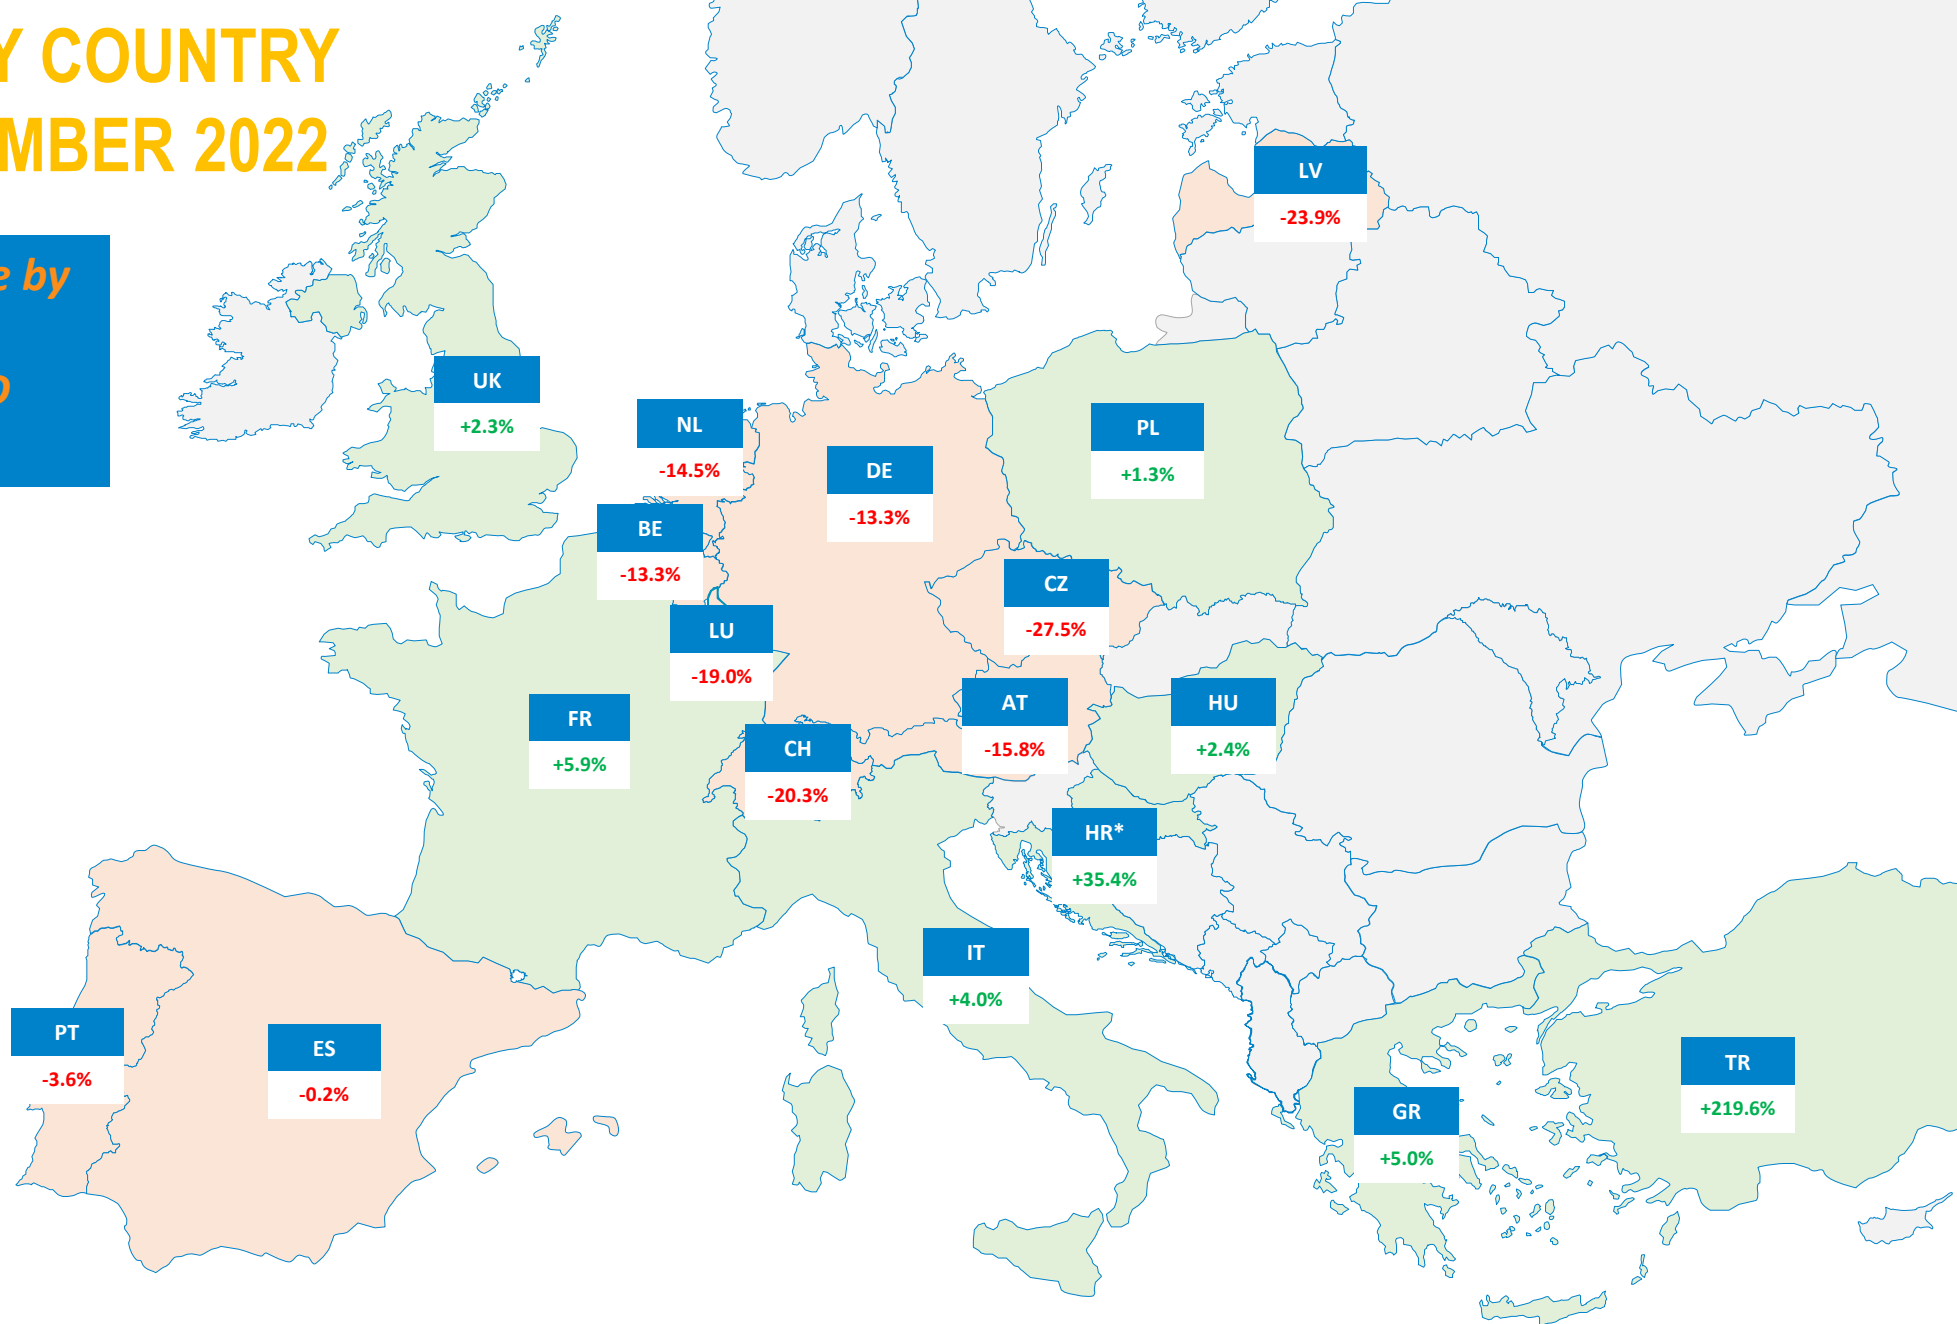 Y COUNTRY
MBER 2022
e by
LV
-23.9%
UK
+2.3%
NL
-14.5%
PL
+1.3%
DE
-13.3%
BE
-13.3%
CZ
-27.5%
LU
-19.0%
FR
+5.9%
AT
-15.8%
HU
+2.4%
CH
-20.3%
HR*
+35.4%
IT
+4.0%
PT
-3.6%
ES
-0.2%
TR
+219.6%
GR
+5.0%